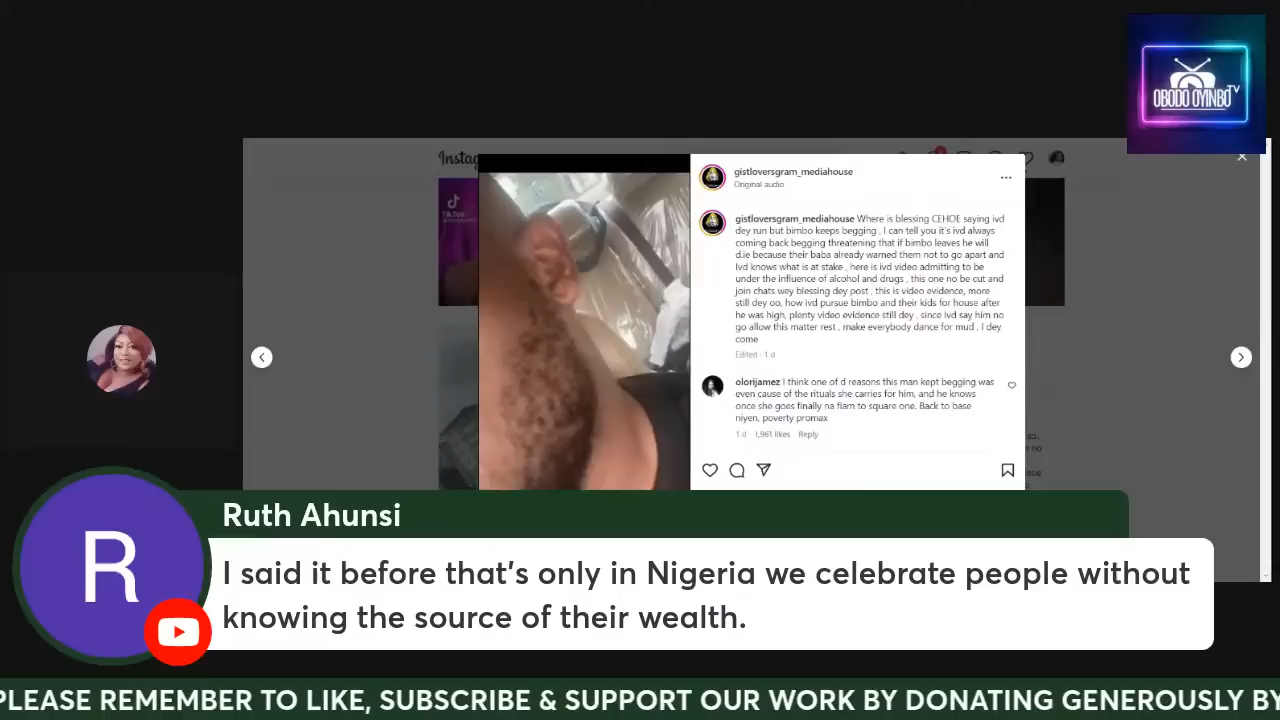 OBODO OYINBO TV
Insta
TikTok
gistloversgram_mediahouse
Original audio
gistloversgram_mediahouse Where is blessing CEHOE saying ivd
dey run but bimbo keeps begging , I can tell you it's ivd always
coming back begging threatening that if bimbo leaves he will
d.ie because their baba already warned them not to go apart and
Ivd knows what is at stake , here is ivd video admitting to be
under the influence of alcohol and drugs , this one no be cut and
join chats wey blessing dey post , this is video evidence, more
still dey oo, how ivd pursue bimbo and their kids for house after
he was high, plenty video evidence still dey , since Ivd say him no
go allow this matter rest , make everybody dance for mud , I dey
come
Edited · 1 d
olorijamez I think one of d reasons this man kept begging was
even cause of the rituals she carries for him, and he knows
once she goes finally na fiam to square one. Back to base
niyen, poverty promax
1 d 1,961 likes Reply
so,
no
R
Ruth Ahunsi
I said it before that's only in Nigeria we celebrate people without
knowing the source of their wealth.
PLEASE REMEMBER TO LIKE, SUBSCRIBE & SUPPORT OUR WORK BY DONATING GENEROUSLY BY